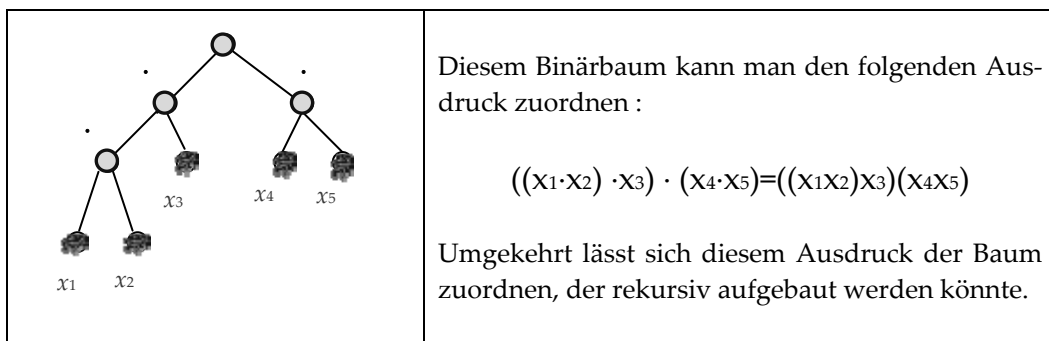 ·
·
·
x3
x4
x5
x1
x2
Diesem Binärbaum kann man den folgenden Aus-
druck zuordnen :
((x1·x2) ·x3) · (x4·x5)=((x1x2)x3)(x4x5)
Umgekehrt lässt sich diesem Ausdruck der Baum
zuordnen, der rekursiv aufgebaut werden könnte.